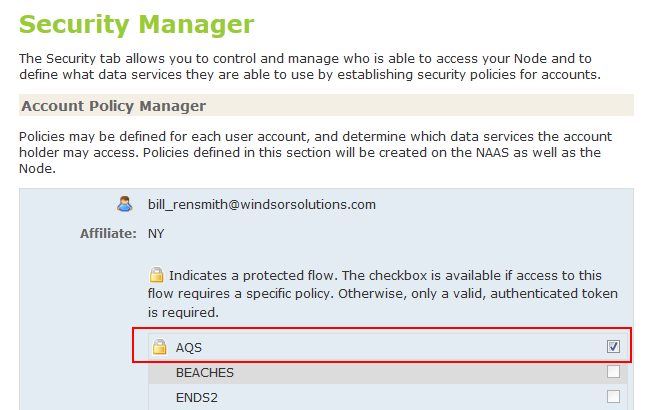 Security Manager
The Security tab allows you to control and manage who is able to access your Node and to
define what data services they are able to use by establishing security policies for accounts.
Account Policy Manager
Policies may be defined for each user account, and determine which data services the account
holder may access. Policies defined in this section will be created on the NAAS as well as the
Node.
bill_rensmith@windsorsolutions.com
Affiliate: NY
Indicates a protected flow. The checkbox is available if access to this
flow requires a specific policy. Otherwise, only a valid, authenticated token
is required.
AQS
BEACHES
ENDS2